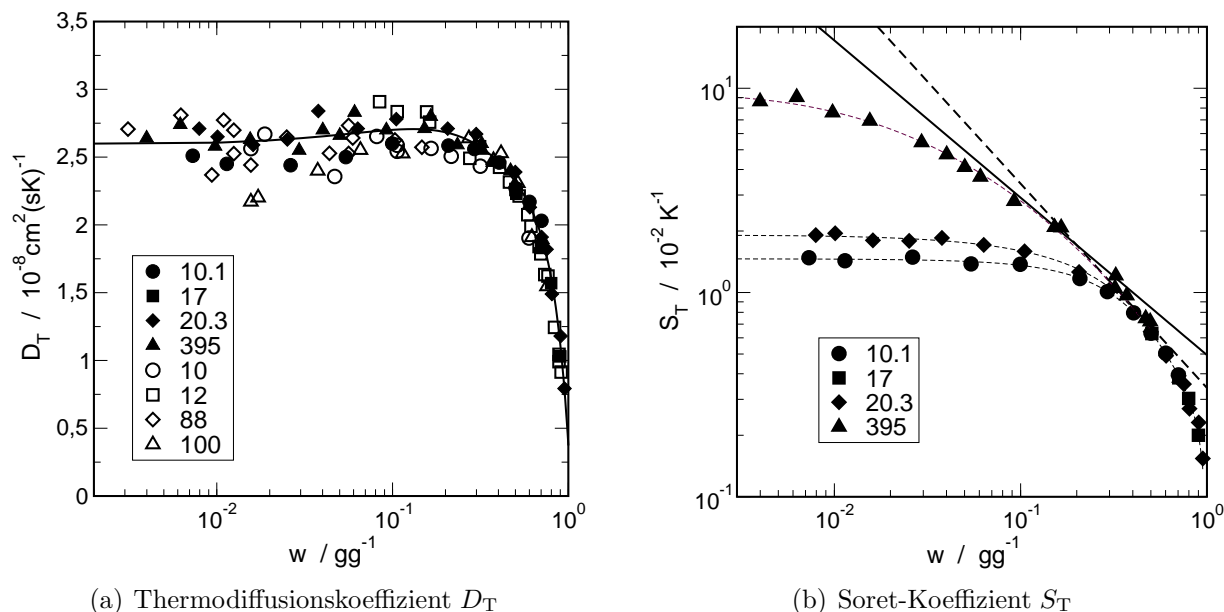 3,5
3
2,5
2
1,5
1
0,5
0
D_T / 10^-8 cm^2 (sK)^-1
10.1
17
20.3
395
10
12
88
100
10^-2 10^-1 10^0
w / gg^-1
(a) Thermodiffusionskoeffizient D_T
10^1
10^0
10^-1
S_T / 10^-2 K^-1
10.1
17
20.3
395
10^-2 10^-1 10^0
w / gg^-1
(b) Soret-Koeffizient S_T